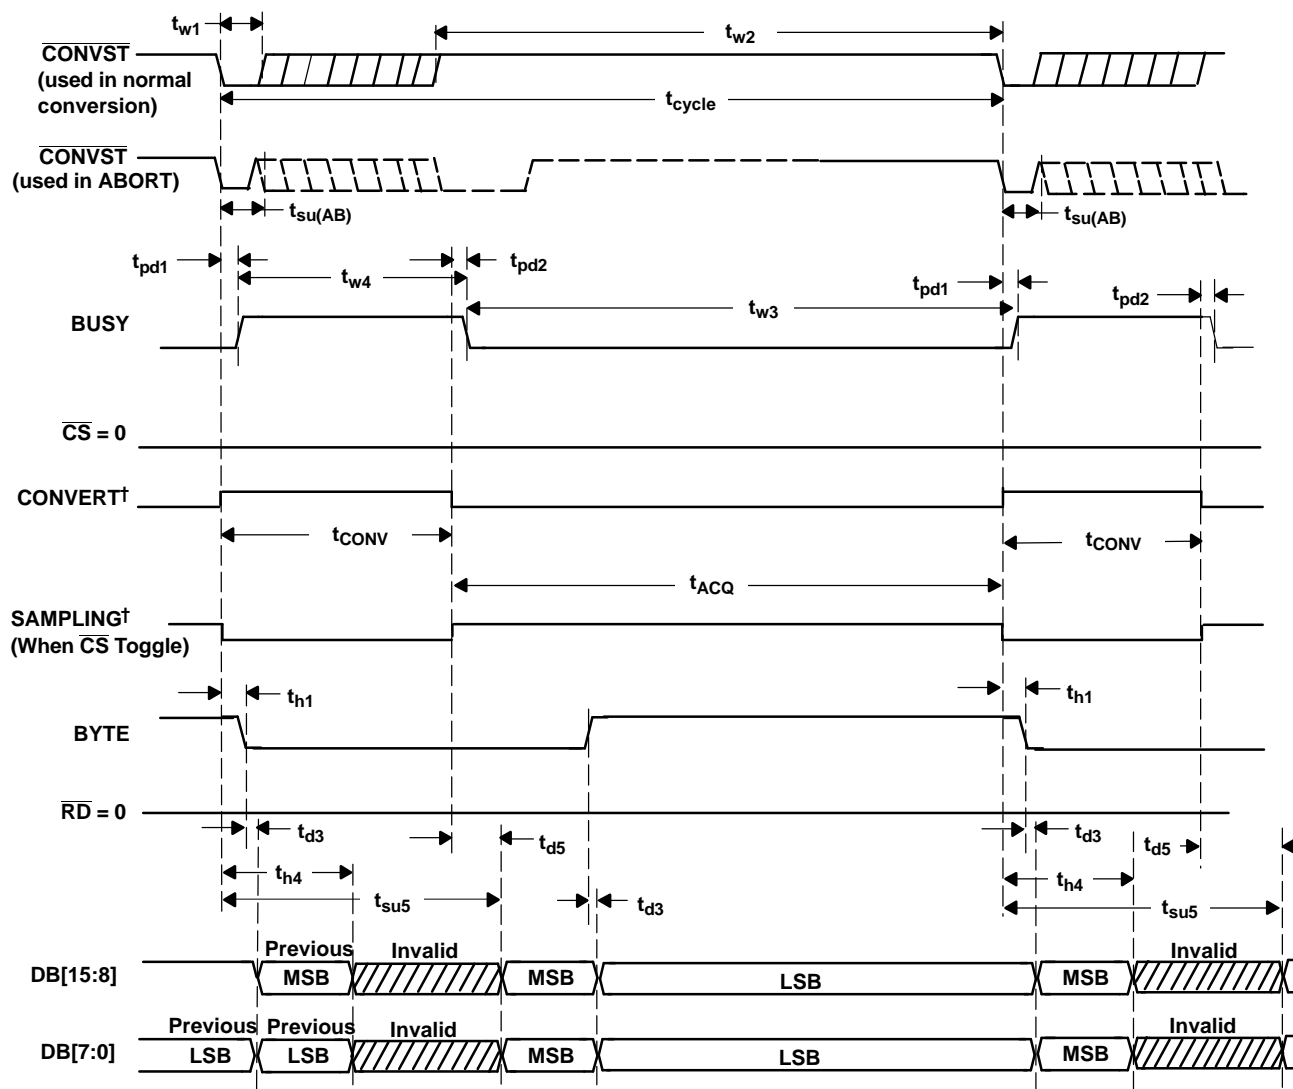 tw1
tw2
CONVST
(used in normal
conversion)
tcycle
CONVST
(used in ABORT)
tsu(AB)
tsu(AB)
tpd1
tw4
tpd2
tpd1
tpd2
tw3
BUSY
CS = 0
CONVERT†
tCONV
tCONV
tACQ
SAMPLING†
(When CS Toggle)
th1
th1
BYTE
RD = 0
td3
td5
td3
td5
th4
th4
tsu5
td3
tsu5
Previous
Invalid
Invalid
DB[15:8]
MSB
MSB
LSB
MSB
Previous
Previous
Invalid
Invalid
DB[7:0]
LSB
LSB
MSB
LSB
MSB